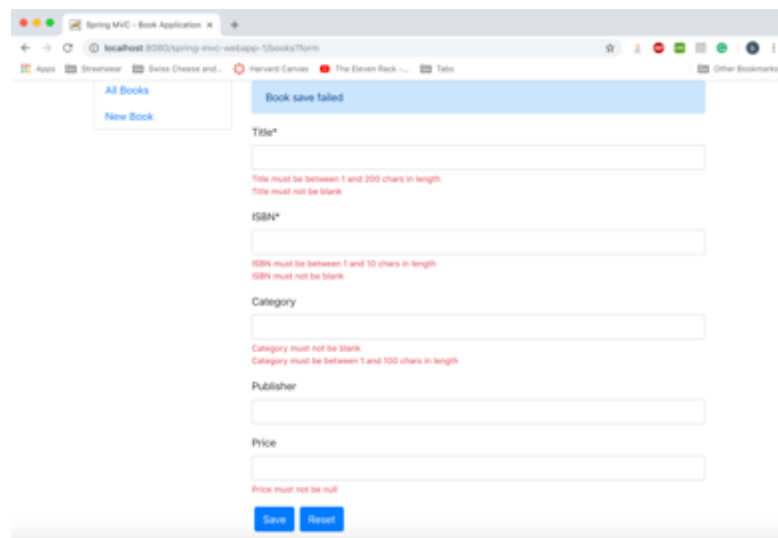 Spring MVC - Book Application
localhost:8080/spring-mvc-webapp-1/books?form
Apps
Streetwear
Swiss Cheese and...
Harvard Canvas
The Eleven Rack -...
Tabs
Other Bookmarks
All Books
New Book
Book save failed
Title*
Title must be between 1 and 200 chars in length
Title must not be blank
ISBN*
ISBN must be between 1 and 10 chars in length
ISBN must not be blank
Category
Category must not be blank
Category must be between 1 and 100 chars in length
Publisher
Price
Price must not be null
Save
Reset